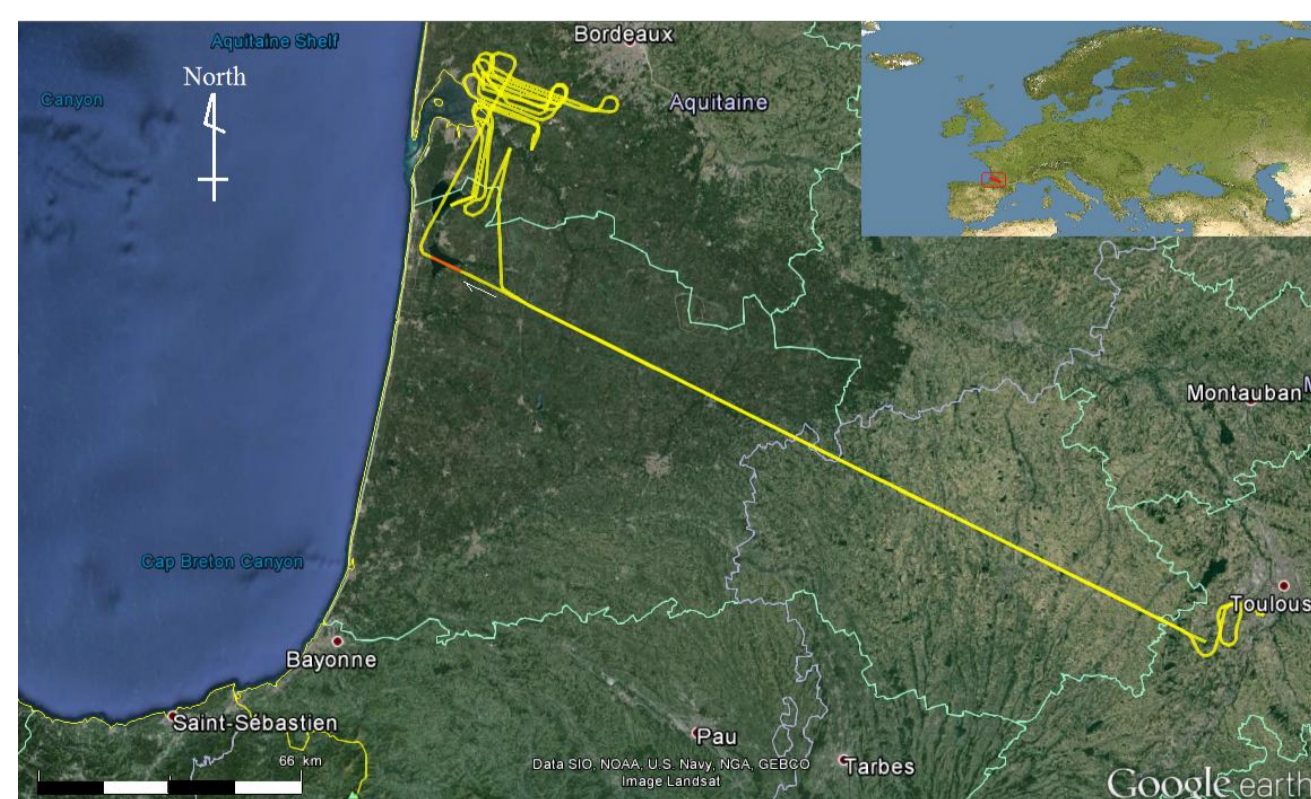 Aquitaine Shelf
Bordeaux
North
Canyon
Aquitaine
Montauban
Cap Breton Canyon
Toulous
Bayonne
Saint-Sébastien
Pau
66 km
Data SIO, NOAA, U.S. Navy, NGA, GEBCO
Image Landsat
Tarbes
Google earth